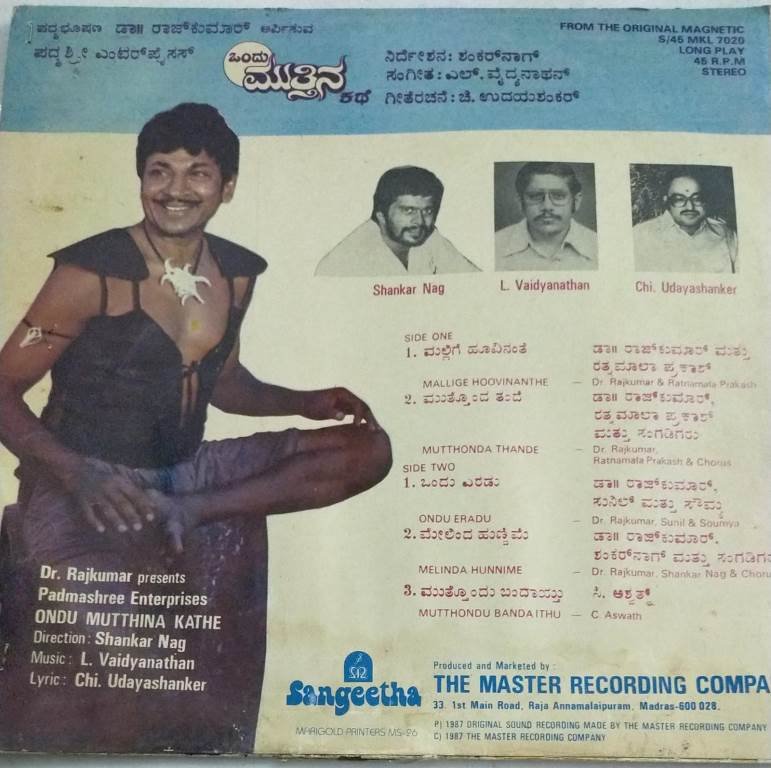 ಪದ್ಮಭೂಷಣ ಡಾ॥ ರಾಜ್‌ಕುಮಾರ್ ಅರ್ಪಿಸುವ
ಪದ್ಮಶ್ರೀ ಎಂಟರ್‌ಪ್ರೈಸಸ್
ಒಂದು
ಮುತ್ತಿನ
ಕಥೆ
ನಿರ್ದೇಶನ: ಶಂಕರ್‌ನಾಗ್
ಸಂಗೀತ: ಎಲ್. ವೈದ್ಯನಾಥನ್
ಗೀತೆರಚನೆ: ಚಿ. ಉದಯಶಂಕರ್
FROM THE ORIGINAL MAGNETIC
S/45 MKL 7020
LONG PLAY
45 R.P.M
STEREO
Shankar Nag
L. Vaidyanathan
Chi. Udayashanker
SIDE ONE
1. ಮಲ್ಲಿಗೆ ಹೂವಿನಂತೆ ಡಾ॥ ರಾಜ್‌ಕುಮಾರ್ ಮತ್ತು
ರತ್ನಮಾಲಾ ಪ್ರಕಾಶ್
MALLIGE HOOVINANTHE – Dr. Rajkumar & Ratnamala Prakash
2. ಮುತ್ತೊಂದ ತಂದೆ ಡಾ॥ ರಾಜ್‌ಕುಮಾರ್,
ರತ್ನಮಾಲಾ ಪ್ರಕಾಶ್
ಮತ್ತು ಸಂಗಡಿಗರು
MUTTHONDA THANDE – Dr. Rajkumar,
Ratnamala Prakash & Chorus
SIDE TWO
1. ಒಂದು ಎರಡು ಡಾ॥ ರಾಜ್‌ಕುಮಾರ್,
ಸುನಿಲ್ ಮತ್ತು ಸೌಮ್ಯ
ONDU ERADU – Dr. Rajkumar, Sunil & Soumya
2. ಮೇಲಿಂದ ಹುಣ್ಣಿಮೆ ಡಾ॥ ರಾಜ್‌ಕುಮಾರ್.
ಶಂಕರ್‌ನಾಗ್ ಮತ್ತು ಸಂಗಡಿಗ
MELINDA HUNNIME – Dr. Rajkumar, Shankar Nag & Choru
3. ಮುತ್ತೊಂದು ಬಂದಾಯ್ತು ಸಿ. ಅಶ್ವತ್ಥ್
MUTTHONDU BANDAITHU – C. Aswath
Dr. Rajkumar presents
Padmashree Enterprises
ONDU MUTTHINA KATHE
Direction: Shankar Nag
Music: L. Vaidyanathan
Lyric: Chi. Udayashanker
Sangeetha
MARIGOLD PRINTERS MS-26
Produced and Marketed by :
THE MASTER RECORDING COMPA
33, 1st Main Road, Raja Annamalaipuram, Madras-600 028.
P) 1987 ORIGINAL SOUND RECORDING MADE BY THE MASTER RECORDING COMPANY
C) 1987 THE MASTER RECORDING COMPANY